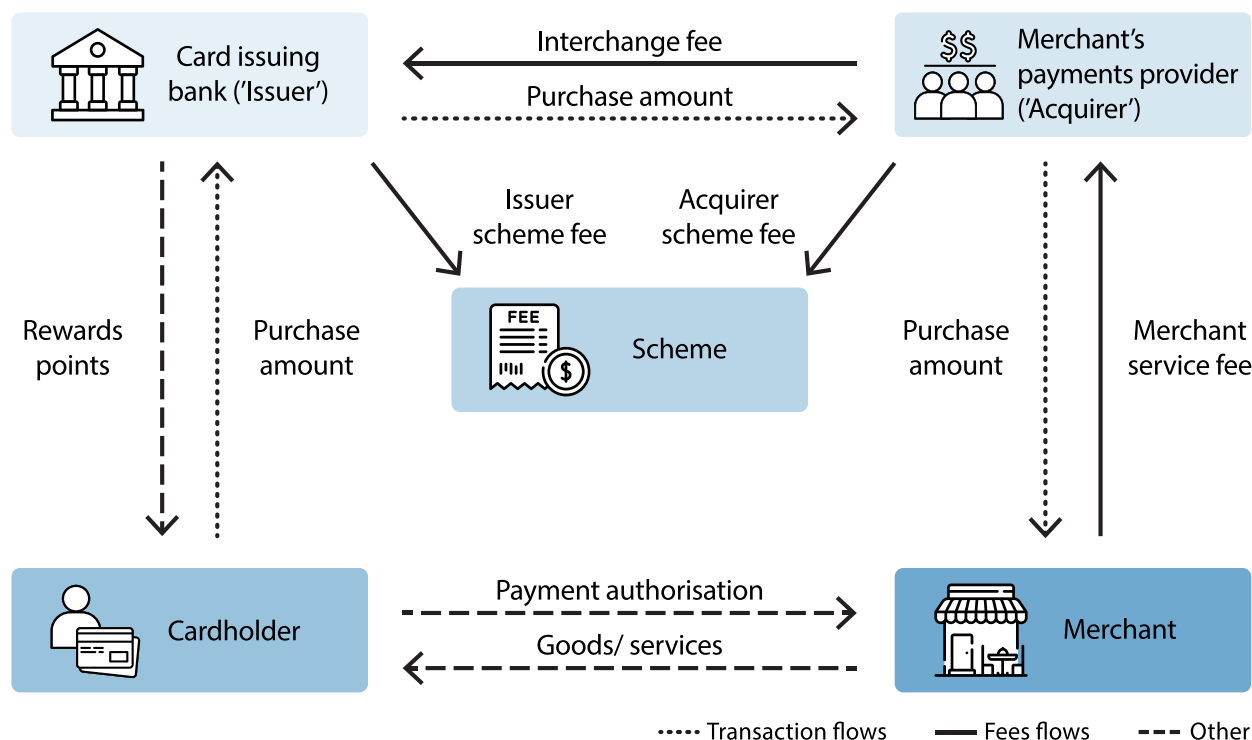 Card issuing
bank ('Issuer')
Interchange fee
Purchase amount
$$
Merchant's
payments provider
('Acquirer')
Issuer
scheme fee
Acquirer
scheme fee
Rewards
points
Purchase
amount
FEE
$
Scheme
Purchase
amount
Merchant
service fee
Cardholder
Payment authorisation
Goods/ services
Merchant
Transaction flows
Fees flows
Other